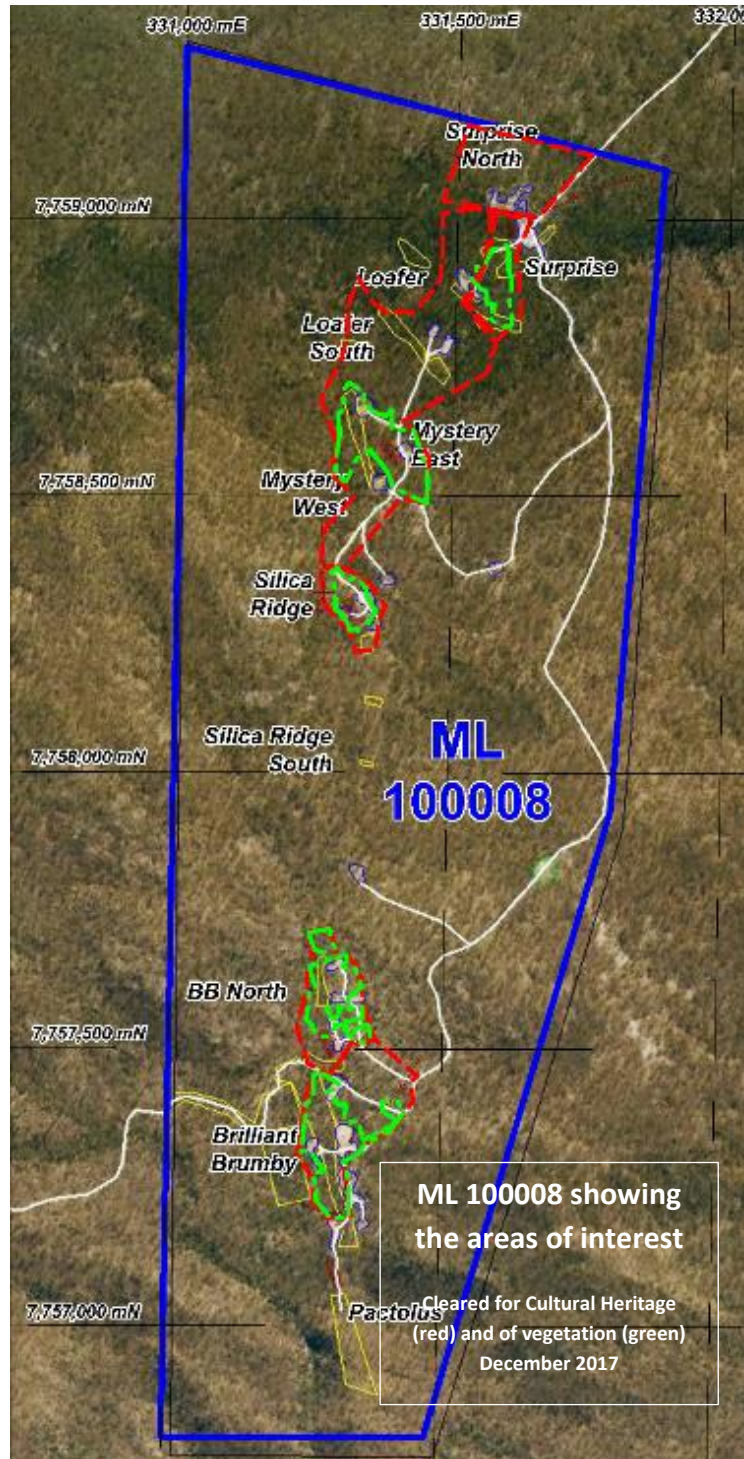 331,000 mE
331,500 mE
332,00
Surprise
North
7,759,000 mN
Loafer
Surprise
Loafer
South
Mystery
East
7,758,500 mN
Mystery
West
Silica
Ridge
Silica Ridge
South
7,758,000 mN
ML
100008
BB North
7,757,500 mN
Brilliant
Brumby
ML 100008 showing
the areas of interest
7,757,000 mN
Pactolus
Cleared for Cultural Heritage
(red) and of vegetation (green)
December 2017